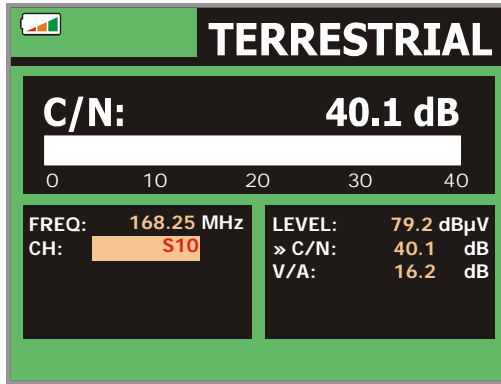 TERRESTRIAL
C/N: 40.1 dB
0 10 20 30 40
FREQ: 168.25 MHz
CH: S10
LEVEL: 79.2 dBµV
» C/N: 40.1 dB
V/A: 16.2 dB